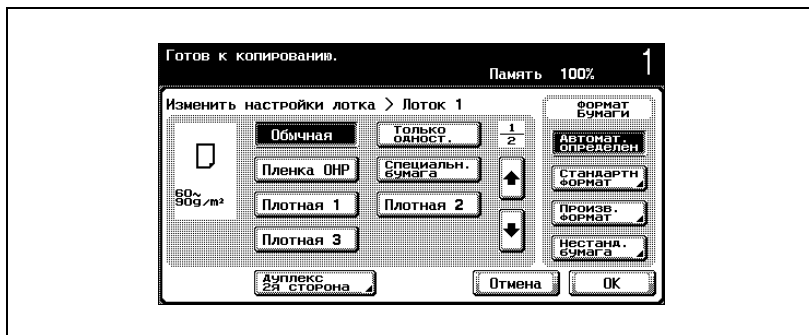 Готов к копированию.
Память 100%
1
Изменить настройки лотка > Лоток 1
60~
90g/m²
Обычная
Только
одност.
1
2
Пленка OHP
Специальн.
бумага
Плотная 1
Плотная 2
Плотная 3
Дуплекс
2я сторона
Формат
бумаги
Автомат.
определен
Стандартн
формат
Произв.
формат
Нестанд.
бумага
Отмена
OK